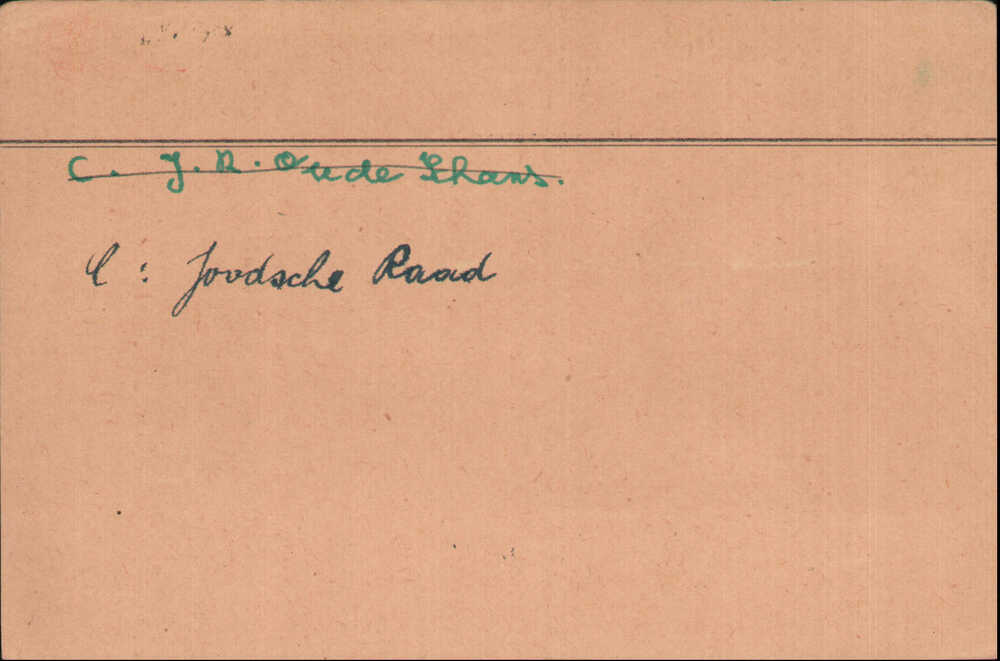 C. J. R. Oude Schans.
C : Joodsche Raad